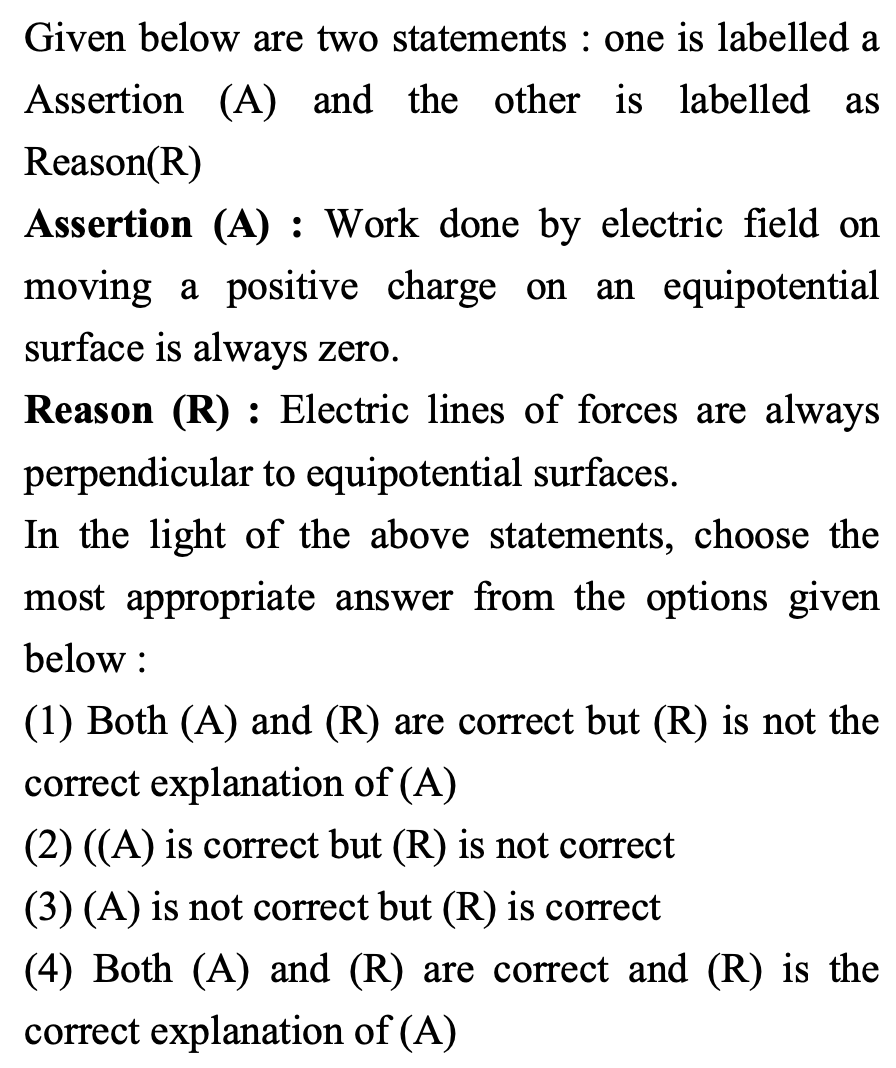 Given below are two statements : one is labelled a
Assertion (A) and the other is labelled as
Reason(R)
Assertion (A) : Work done by electric field on
moving a positive charge on an equipotential
surface is always zero.
Reason (R) : Electric lines of forces are always
perpendicular to equipotential surfaces.
In the light of the above statements, choose the
most appropriate answer from the options given
below :
(1) Both (A) and (R) are correct but (R) is not the
correct explanation of (A)
(2) ((A) is correct but (R) is not correct
(3) (A) is not correct but (R) is correct
(4) Both (A) and (R) are correct and (R) is the
correct explanation of (A)